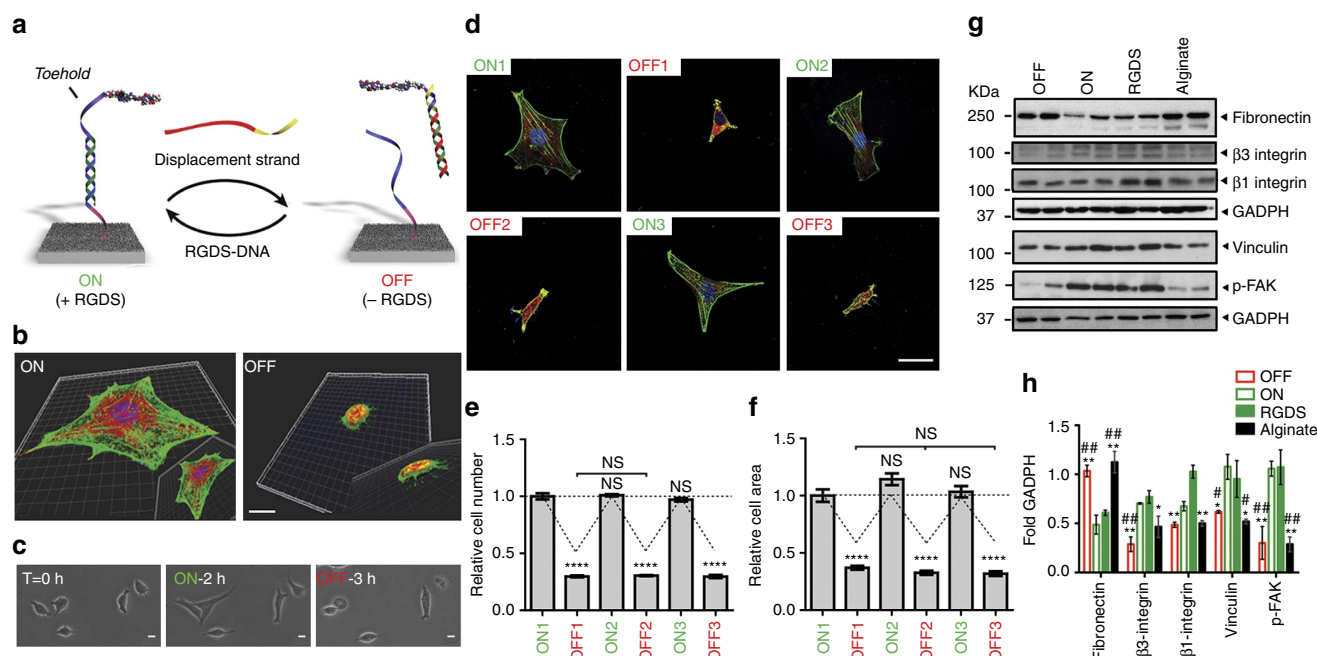 a
Toehold
Displacement strand
RGDS-DNA
ON
(+ RGDS)
OFF
(– RGDS)
b
ON
OFF
c
T=0 h
ON-2 h
OFF-3 h
d
ON1
OFF1
ON2
OFF2
ON3
OFF3
e
Relative cell number
1.5
1.0
0.5
0.0
NS
NS
NS
****
****
****
ON1
OFF1
ON2
OFF2
ON3
OFF3
f
Relative cell area
1.5
1.0
0.5
0.0
NS
NS
NS
****
****
****
ON1
OFF1
ON2
OFF2
ON3
OFF3
g
KDa
OFF
ON
RGDS
Alginate
250
Fibronectin
100
β3 integrin
100
β1 integrin
37
GADPH
100
Vinculin
125
p-FAK
37
GADPH
h
OFF
ON
RGDS
Alginate
Fold GADPH
1.5
1.0
0.5
0.0
##
**
##
**
##
**
*
**
**
#
*
#
*
##
**
##
**
Fibronectin
β3-integrin
β1-integrin
Vinculin
p-FAK